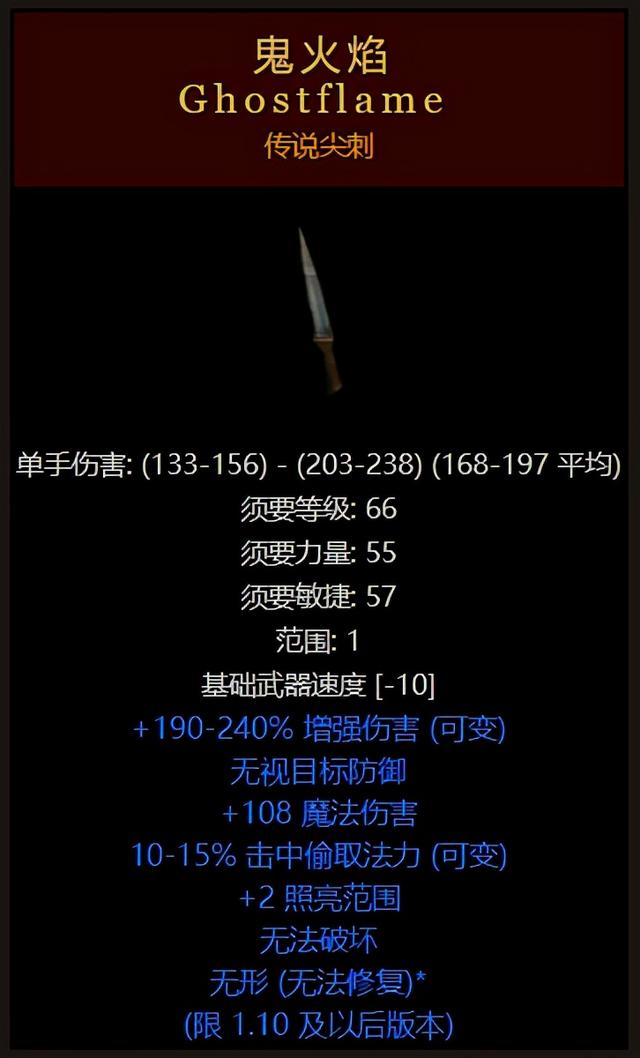 鬼火焰
Ghostflame
传说尖刺
单手伤害: (133-156) - (203-238) (168-197 平均)
须要等级: 66
须要力量: 55
须要敏捷: 57
范围: 1
基础武器速度 [-10]
+190-240% 增强伤害 (可变)
无视目标防御
+108 魔法伤害
10-15% 击中偷取法力 (可变)
+2 照亮范围
无法破坏
无形 (无法修复)*
(限 1.10 及以后版本)